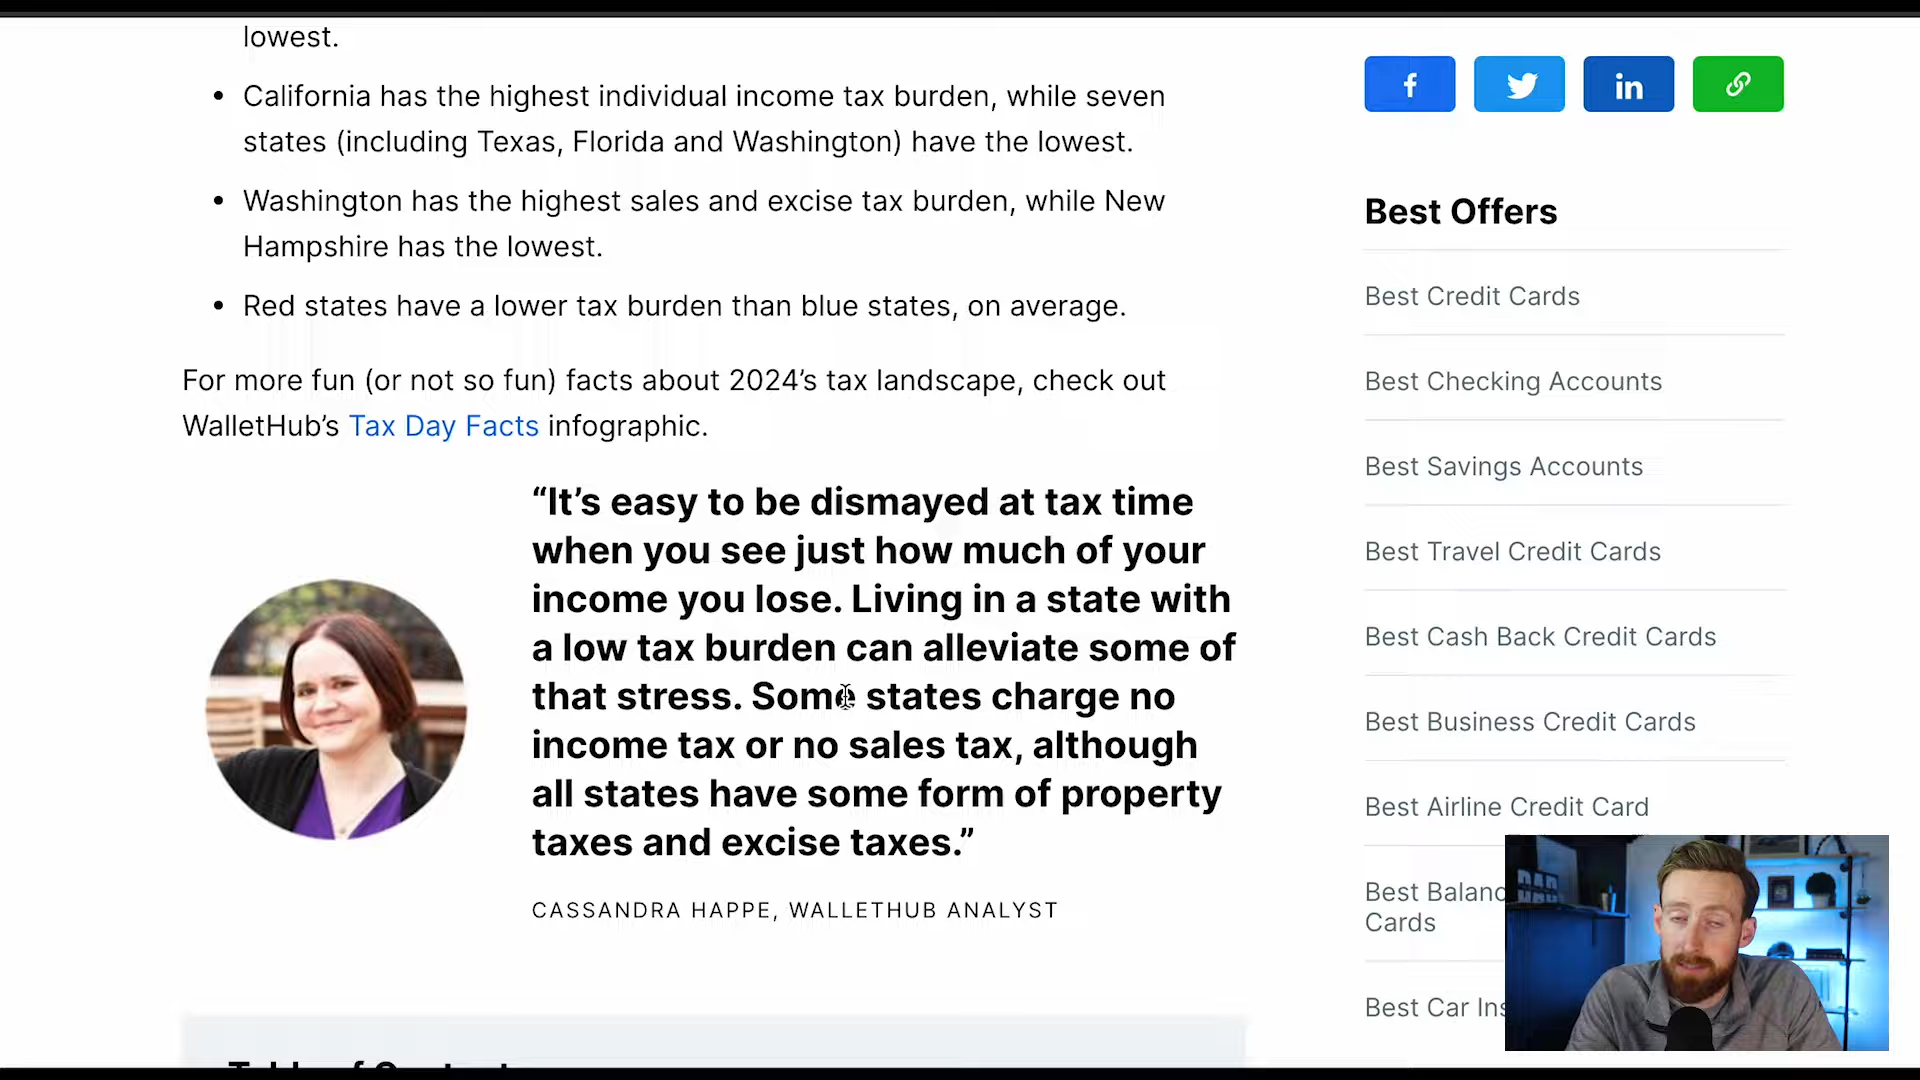 lowest.
• California has the highest individual income tax burden, while seven
states (including Texas, Florida and Washington) have the lowest.
• Washington has the highest sales and excise tax burden, while New
Hampshire has the lowest.
• Red states have a lower tax burden than blue states, on average.
For more fun (or not so fun) facts about 2024’s tax landscape, check out
WalletHub’s Tax Day Facts infographic.
“It’s easy to be dismayed at tax time
when you see just how much of your
income you lose. Living in a state with
a low tax burden can alleviate some of
that stress. Some states charge no
income tax or no sales tax, although
all states have some form of property
taxes and excise taxes.”
CASSANDRA HAPPE, WALLETHUB ANALYST
f
in
Best Offers
Best Credit Cards
Best Checking Accounts
Best Savings Accounts
Best Travel Credit Cards
Best Cash Back Credit Cards
Best Business Credit Cards
Best Airline Credit Card
Best
Cards
Best Car